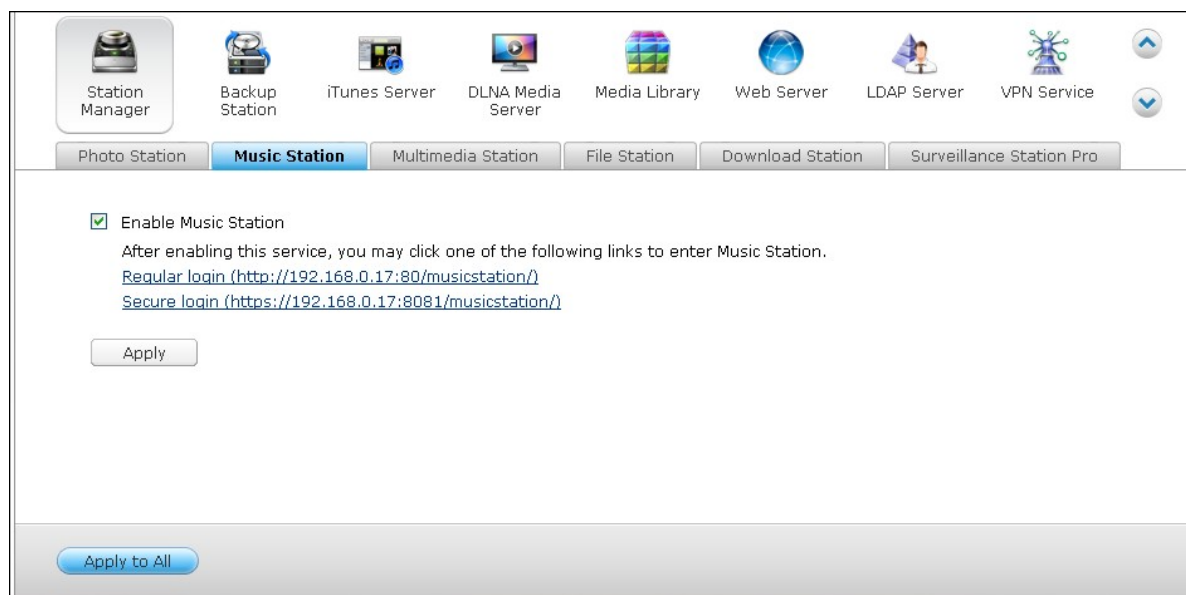 Station Manager
Backup Station
iTunes Server
DLNA Media Server
Media Library
Web Server
LDAP Server
VPN Service
Photo Station
Music Station
Multimedia Station
File Station
Download Station
Surveillance Station Pro
Enable Music Station
After enabling this service, you may click one of the following links to enter Music Station.
Regular login (http://192.168.0.17:80/musicstation/)
Secure login (https://192.168.0.17:8081/musicstation/)
Apply
Apply to All